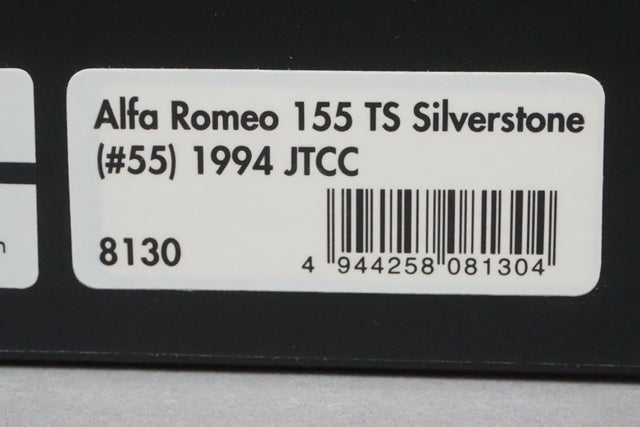 Alfa Romeo 155 TS Silverstone
(#55) 1994 JTCC
8130
4 944258 081304